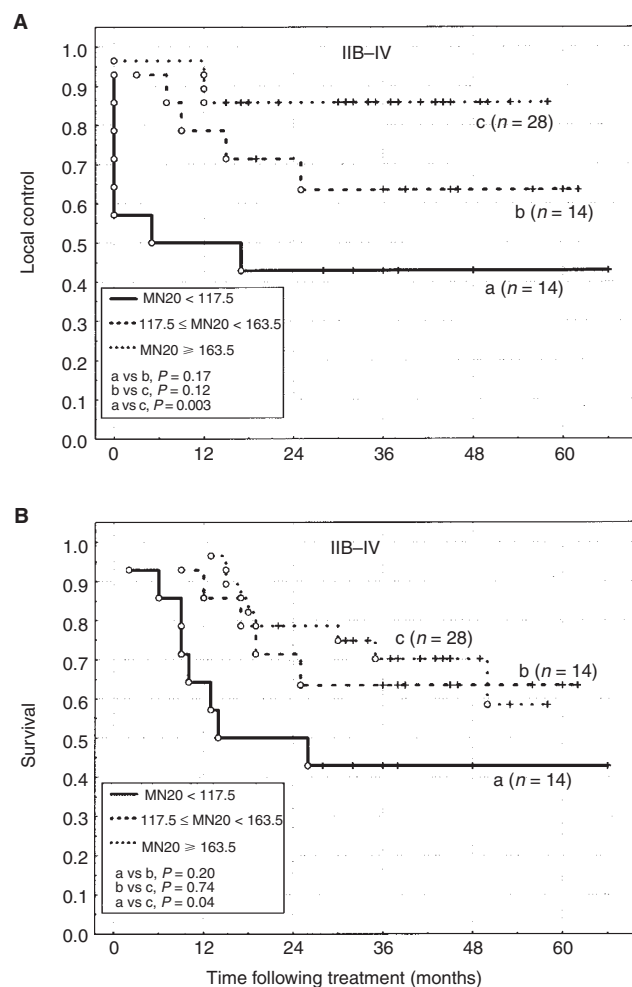 A
IIB–IV
1.0
0.9
0.8
0.7
0.6
0.5
0.4
0.3
0.2
0.1
0.0
Local control
c (n = 28)
b (n = 14)
a (n = 14)
MN20 < 117.5
117.5 ≤ MN20 < 163.5
MN20 ⩾ 163.5
a vs b, P = 0.17
b vs c, P = 0.12
a vs c, P = 0.003
0 12 24 36 48 60
B
IIB–IV
1.0
0.9
0.8
0.7
0.6
0.5
0.4
0.3
0.2
0.1
0.0
Survival
c (n = 28)
b (n = 14)
a (n = 14)
MN20 < 117.5
117.5 ≤ MN20 < 163.5
MN20 ⩾ 163.5
a vs b, P = 0.20
b vs c, P = 0.74
a vs c, P = 0.04
0 12 24 36 48 60
Time following treatment (months)